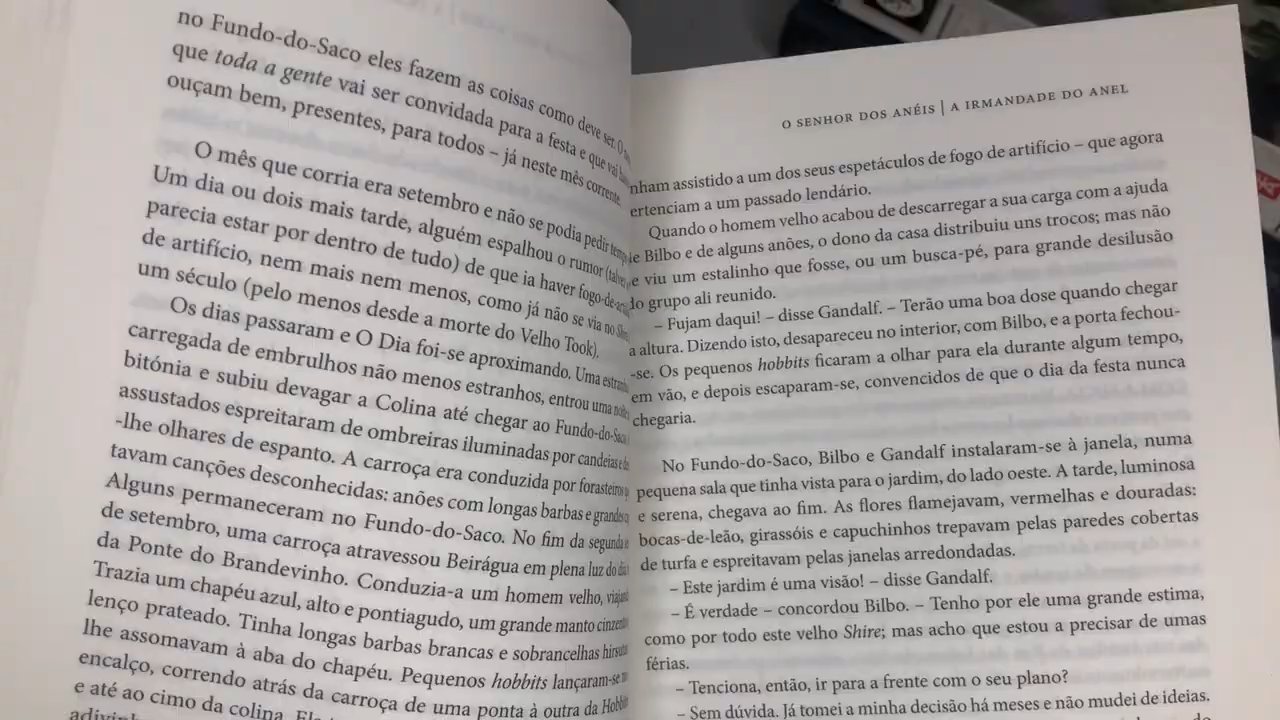 no Fundo-do-Saco eles fazem as coisas como deve ser. O
que toda a gente vai ser convidada para a festa e que vai
ouçam bem, presentes, para todos – já neste mês corrente.
O mês que corria era setembro e não se podia pedir
Um dia ou dois mais tarde, alguém espalhou o rumor
parecia estar por dentro de tudo) de que ia haver
de artifício, nem mais nem menos, como já não se via no
um século (pelo menos desde a morte do Velho Took).
Os dias passaram e O Dia foi-se aproximando. Uma
carregada de embrulhos não menos estranhos, entrou uma
bitónia e subiu devagar a Colina até chegar ao Fundo-do-Saco
assustados espreitaram de ombreiras iluminadas por candeias e
-lhe olhares de espanto. A carroça era conduzida por forasteiros
tavam canções desconhecidas: anões com longas barbas e grandes
Alguns permaneceram no Fundo-do-Saco. No fim da segunda
de setembro, uma carroça atravessou Beirágua em plena luz do
da Ponte do Brandevinho. Conduzia-a um homem velho,
Trazia um chapéu azul, alto e pontiagudo, um grande manto
lenço prateado. Tinha longas barbas brancas e sobrancelhas
lhe assomavam à aba do chapéu. Pequenos hobbits lançaram-se
encalço, correndo atrás da carroça de uma ponta à outra da
e até ao cimo da colina.
O SENHOR DOS ANÉIS | A IRMANDADE DO ANEL
nham assistido a um dos seus espetáculos de fogo de artifício – que agora
ertenciam a um passado lendário.
Quando o homem velho acabou de descarregar a sua carga com a ajuda
e Bilbo e de alguns anões, o dono da casa distribuiu uns trocos; mas não
e viu um estalinho que fosse, ou um busca-pé, para grande desilusão
do grupo ali reunido.
– Fujam daqui! – disse Gandalf. – Terão uma boa dose quando chegar
a altura. Dizendo isto, desapareceu no interior, com Bilbo, e a porta fechou-
-se. Os pequenos hobbits ficaram a olhar para ela durante algum tempo,
em vão, e depois escaparam-se, convencidos de que o dia da festa nunca
chegaria.
No Fundo-do-Saco, Bilbo e Gandalf instalaram-se à janela, numa
pequena sala que tinha vista para o jardim, do lado oeste. A tarde, luminosa
e serena, chegava ao fim. As flores flamejavam, vermelhas e douradas:
bocas-de-leão, girassóis e capuchinhos trepavam pelas paredes cobertas
de turfa e espreitavam pelas janelas arredondadas.
– Este jardim é uma visão! – disse Gandalf.
– É verdade – concordou Bilbo. – Tenho por ele uma grande estima,
como por todo este velho Shire; mas acho que estou a precisar de umas
férias.
– Tenciona, então, ir para a frente com o seu plano?
– Sem dúvida. Já tomei a minha decisão há meses e não mudei de ideias.